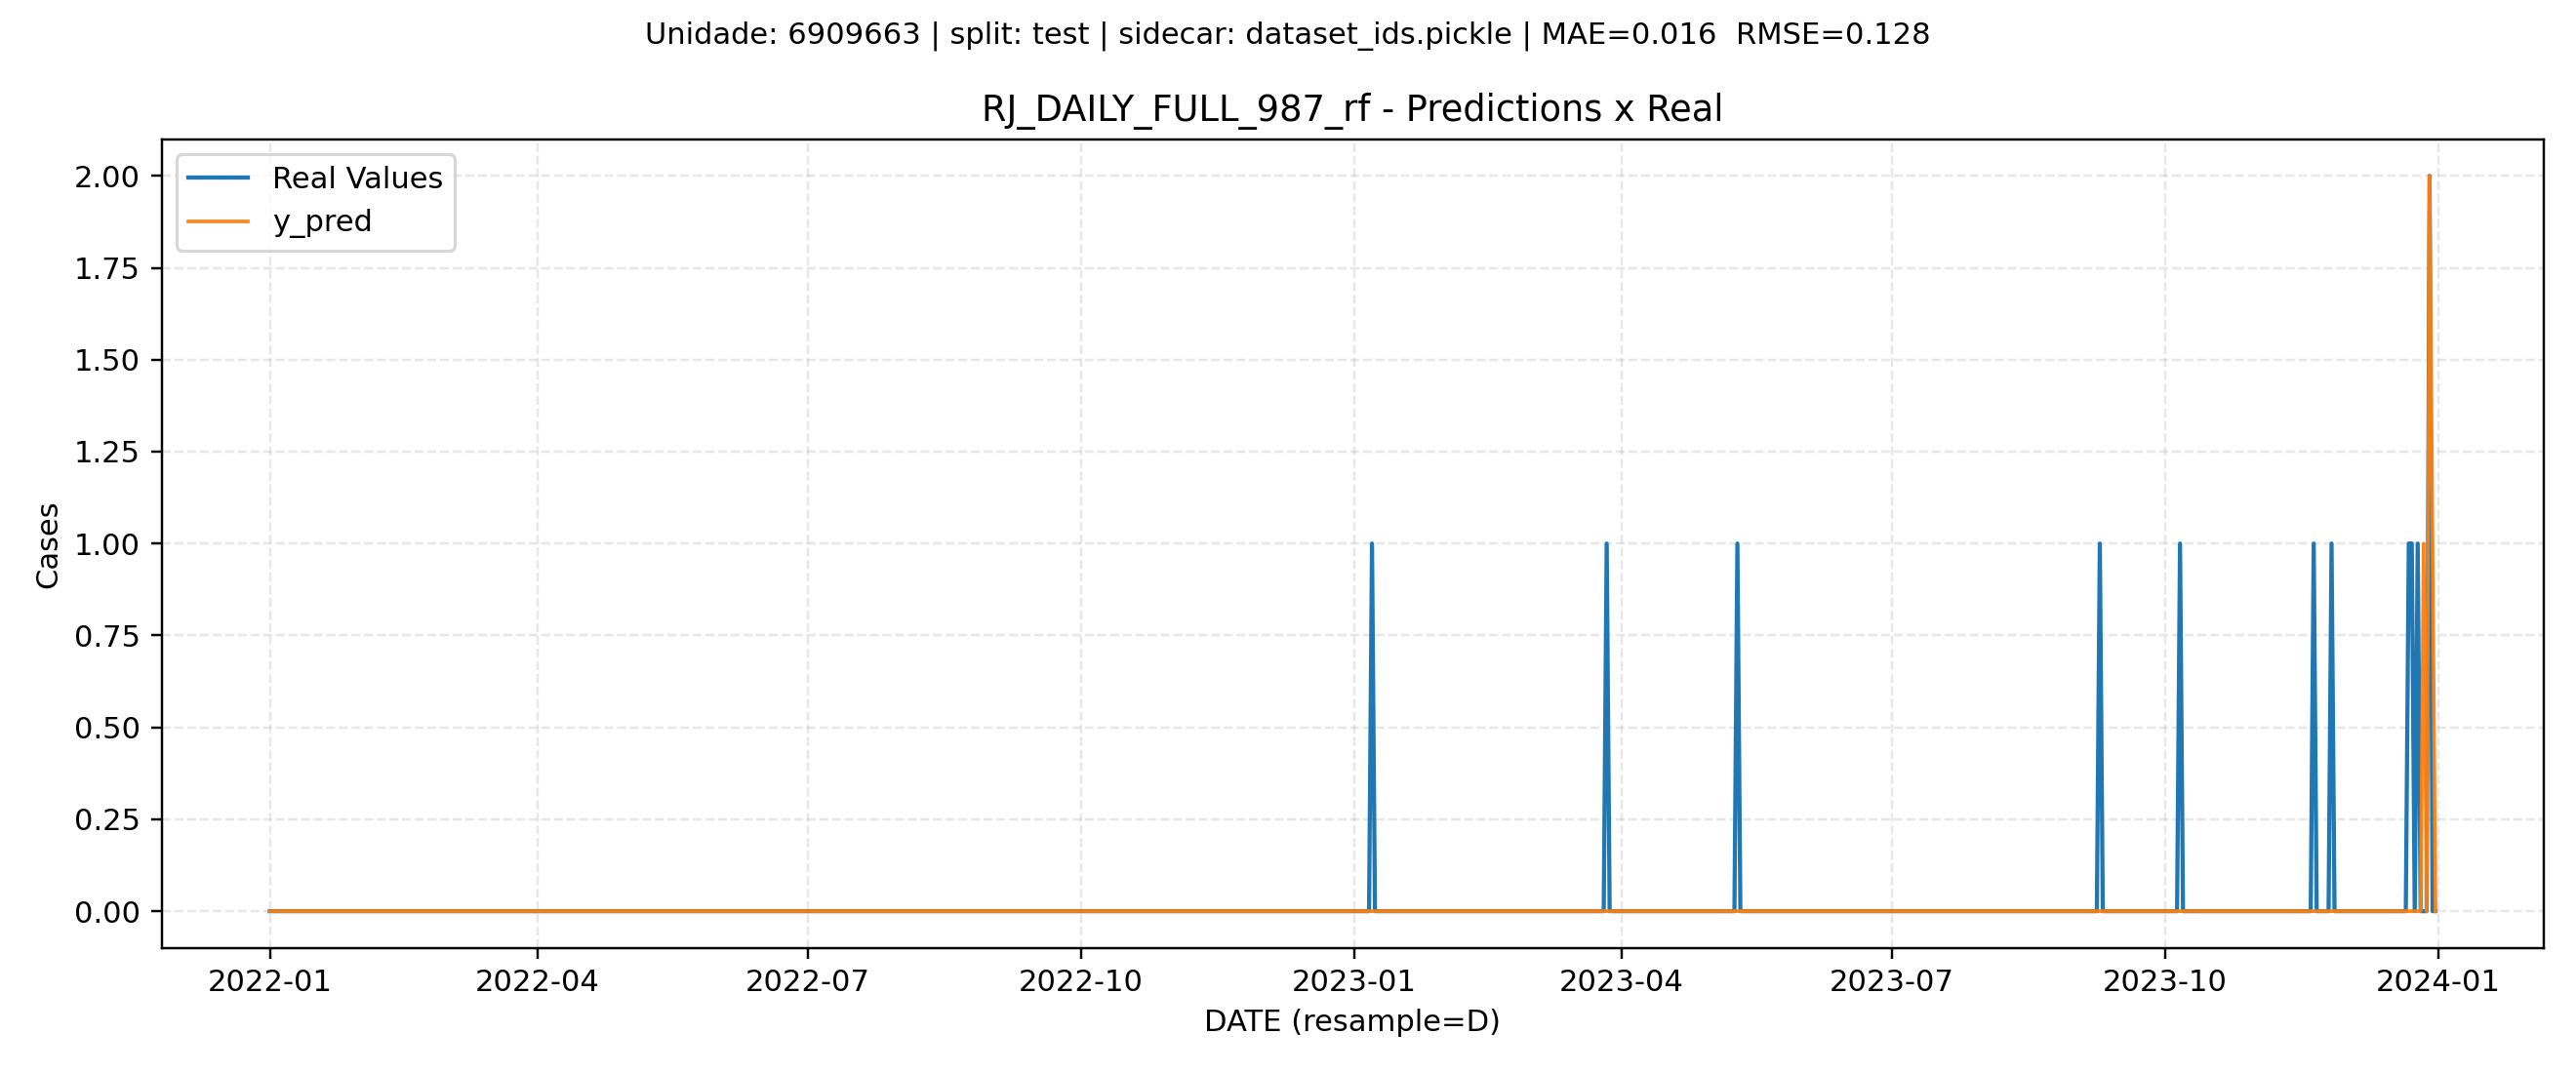 Unidade: 6909663 | split: test | sidecar: dataset_ids.pickle | MAE=0.016  RMSE=0.128
RJ_DAILY_FULL_987_rf - Predictions x Real
Real Values
y_pred
Cases
2.00
1.75
1.50
1.25
1.00
0.75
0.50
0.25
0.00
2022-01 2022-04 2022-07 2022-10 2023-01 2023-04 2023-07 2023-10 2024-01
DATE (resample=D)